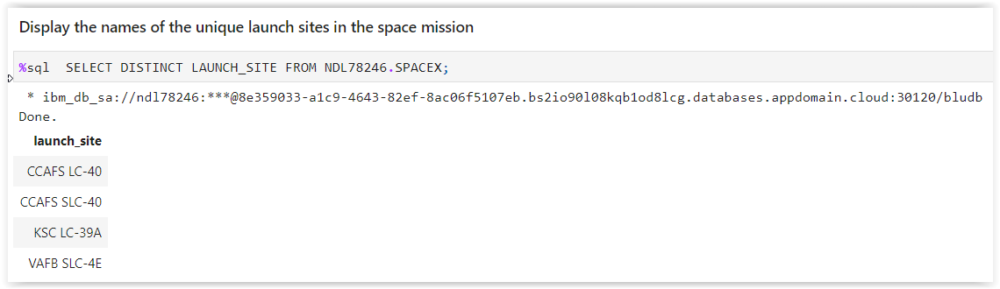 Display the names of the unique launch sites in the space mission
%sql  SELECT DISTINCT LAUNCH_SITE FROM NDL78246.SPACEX;
* ibm_db_sa://ndl78246:***@8e359033-a1c9-4643-82ef-8ac06f5107eb.bs2io90l08kqb1od8lcg.databases.appdomain.cloud:30120/bludb
Done.
launch_site
CCAFS LC-40
CCAFS SLC-40
KSC LC-39A
VAFB SLC-4E